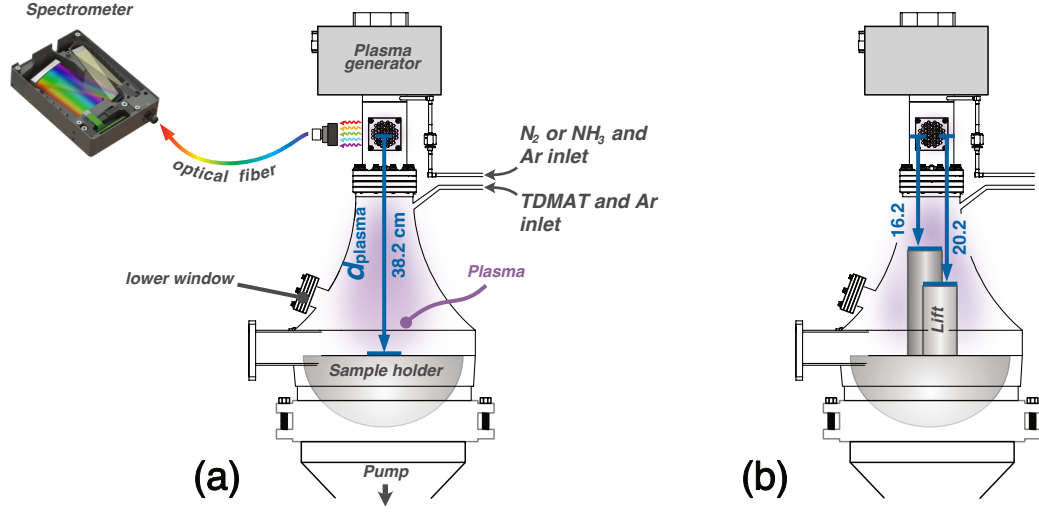 Spectrometer
Plasma
generator
optical fiber
N₂ or NH₃ and
Ar inlet
TDMAT and Ar
inlet
dplasma
38.2 cm
lower window
Plasma
Sample holder
Pump
(a)
16.2
20.2
Lift
(b)